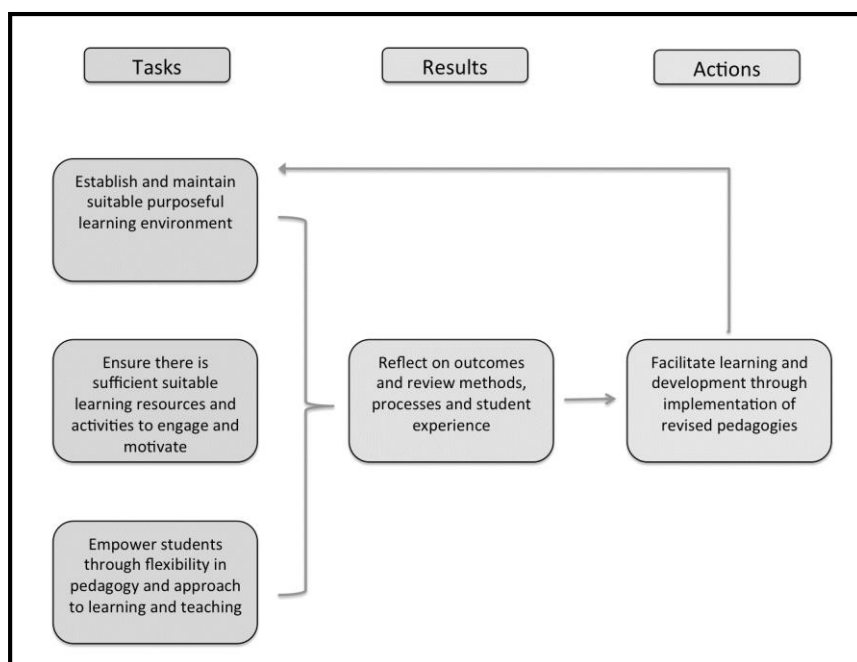 Tasks
Results
Actions
Establish and maintain
suitable purposeful
learning environment
Ensure there is
sufficient suitable
learning resources and
activities to engage and
motivate
Reflect on outcomes
and review methods,
processes and student
experience
Facilitate learning and
development through
implementation of
revised pedagogies
Empower students
through flexibility in
pedagogy and approach
to learning and teaching